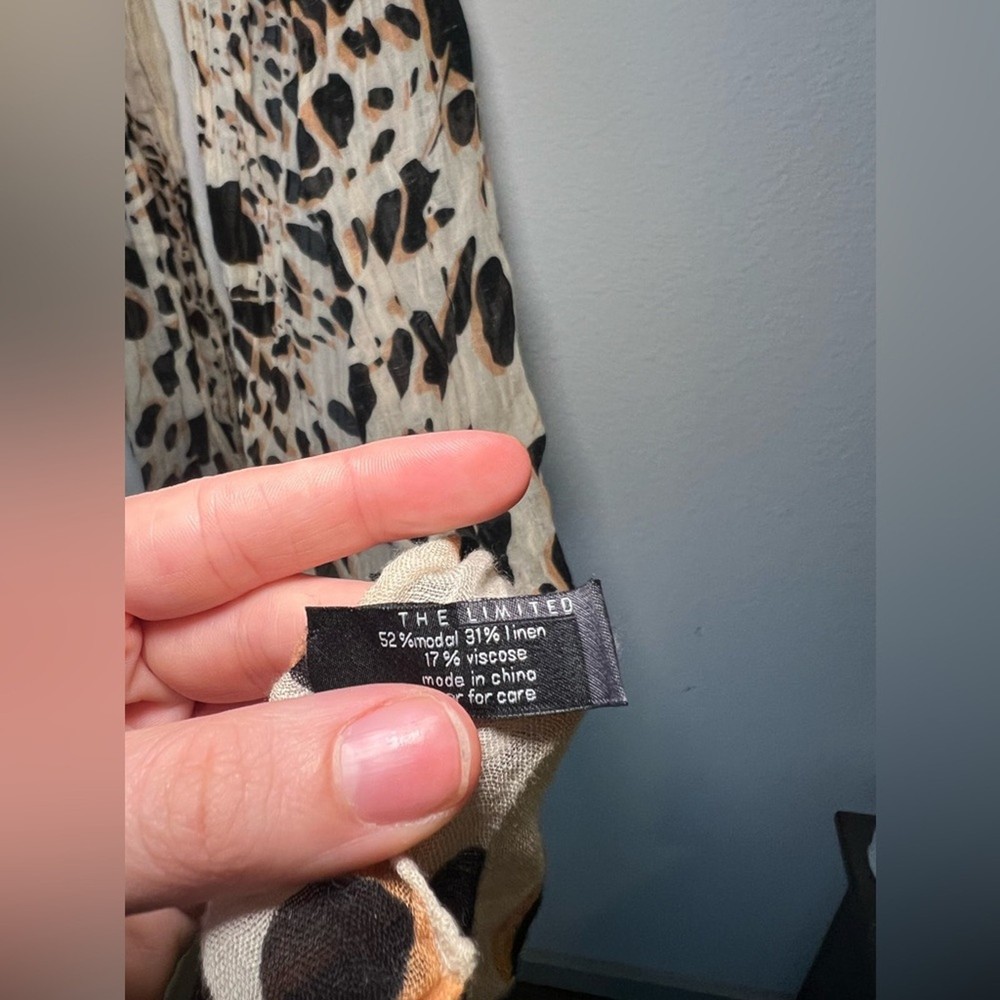 THE LIMITED
52%modal 31% linen
17% viscose
made in china
for care